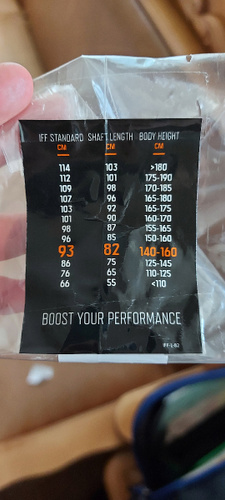 IFF STANDARD SHAFT LENGTH BODY HEIGHT
CM CM CM
114 103 >180
112 101 175-190
109 98 170-185
107 96 165-180
103 92 165-175
101 90 160-170
98 87 155-165
96 85 150-160
93 82 140-160
86 75 125-145
76 65 110-125
66 55 <110
BOOST YOUR PERFORMANCE